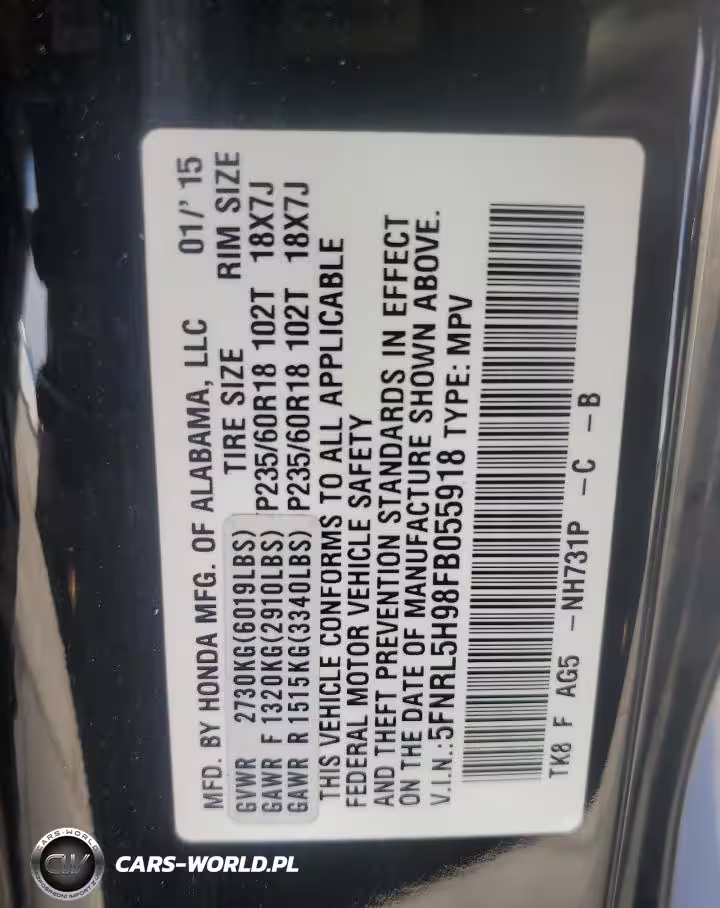 MFD. BY HONDA MFG. OF ALABAMA, LLC 01/' 15
TIRE SIZE RIM SIZE
GVWR 2730KG(6019LBS)
GAWR F 1320KG(2910LBS) P235/60R18 102T 18X7J
GAWR R 1515KG(3340LBS) P235/60R18 102T 18X7J
THIS VEHICLE CONFORMS TO ALL APPLICABLE
FEDERAL MOTOR VEHICLE SAFETY
AND THEFT PREVENTION STANDARDS IN EFFECT
ON THE DATE OF MANUFACTURE SHOWN ABOVE.
V.I.N.:5FNRL5H98FB055918 TYPE: MPV
TK8 F AG5 -NH731P -C -B
CW
CARS-WORLD
CARS-WORLD.PL